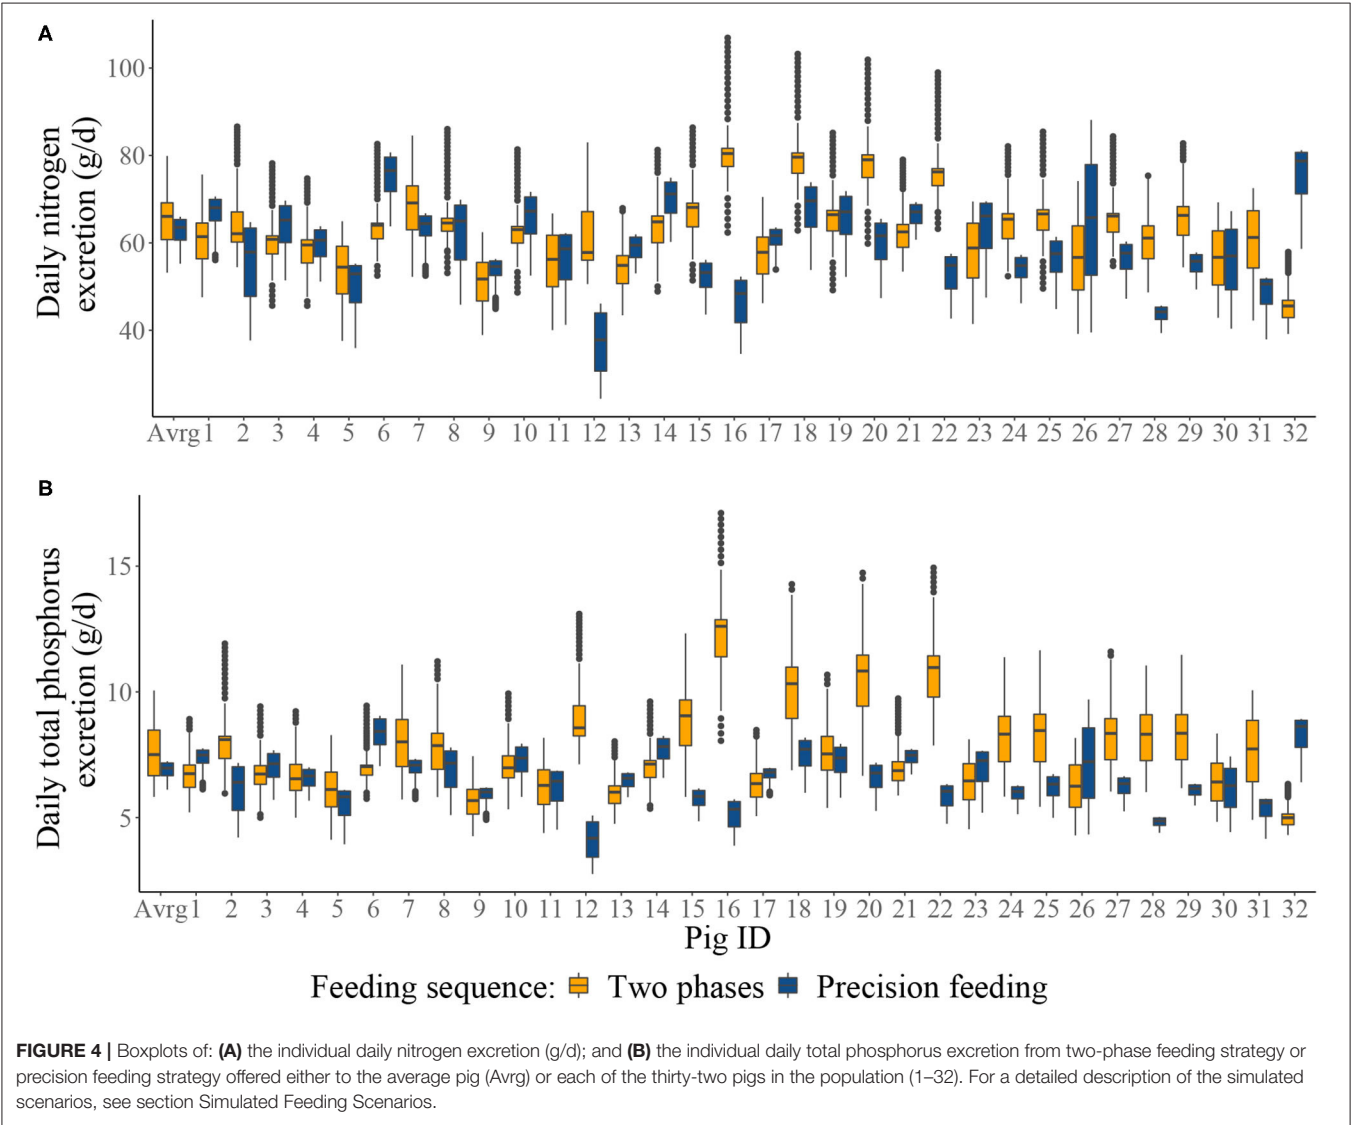 A
Daily nitrogen
excretion (g/d)
100
80
60
40
Avrg 1 2 3 4 5 6 7 8 9 10 11 12 13 14 15 16 17 18 19 20 21 22 23 24 25 26 27 28 29 30 31 32
B
Daily total phosphorus
excretion (g/d)
15
10
5
Avrg 1 2 3 4 5 6 7 8 9 10 11 12 13 14 15 16 17 18 19 20 21 22 23 24 25 26 27 28 29 30 31 32
Pig ID
Feeding sequence: Two phases Precision feeding
FIGURE 4 | Boxplots of: (A) the individual daily nitrogen excretion (g/d); and (B) the individual daily total phosphorus excretion from two-phase feeding strategy or
precision feeding strategy offered either to the average pig (Avrg) or each of the thirty-two pigs in the population (1–32). For a detailed description of the simulated
scenarios, see section Simulated Feeding Scenarios.